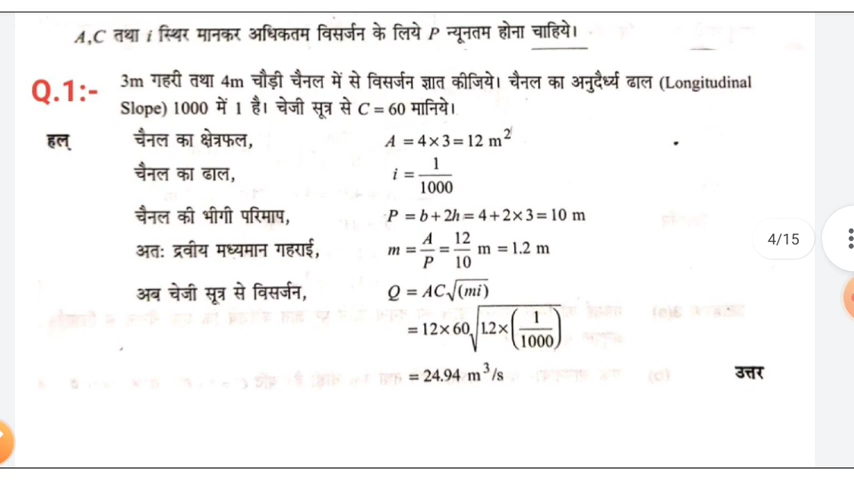 A,C तथा i स्थिर मानकर अधिकतम विसर्जन के लिये P न्यूनतम होना चाहिये।
Q.1:- 3m गहरी तथा 4m चौड़ी चैनल में से विसर्जन ज्ञात कीजिये। चैनल का अनुदैर्ध्य ढाल (Longitudinal
Slope) 1000 में 1 है। चेजी सूत्र से C = 60 मानिये।
हल् चैनल का क्षेत्रफल, A = 4×3=12 m²
चैनल का ढाल, i = 1/1000
चैनल की भीगी परिमाप, P = b+2h=4+2×3=10 m
अतः द्रवीय मध्यमान गहराई, m = A/P = 12/10 m = 1.2 m
अब चेजी सूत्र से विसर्जन, Q = AC√(mi)
= 12×60√1.2×(1/1000)
= 24.94 m³/s उत्तर
4/15